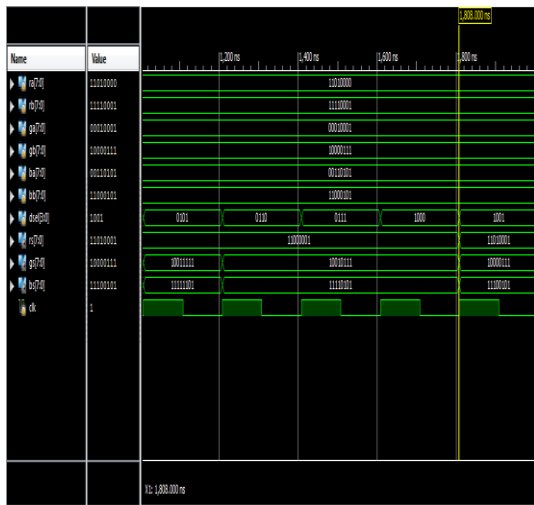 1,808.000 ns
Name Value 1,200 ns 1,400 ns 1,600 ns 1,800 ns
ra[7:0] 11010000 11010000
rb[7:0] 11110001 11110001
ga[7:0] 00010001 00010001
gb[7:0] 10000111 10000111
ba[7:0] 00110101 00110101
bb[7:0] 11000101 11000101
dsel[3:0] 1001 0101 0110 0111 1000 1001
rs[7:0] 11010001 11000001 11010001
gs[7:0] 10000111 10011111 10010111 10000111
bs[7:0] 11100101 11111101 11110101 11100101
clk 1
X1: 1,808.000 ns